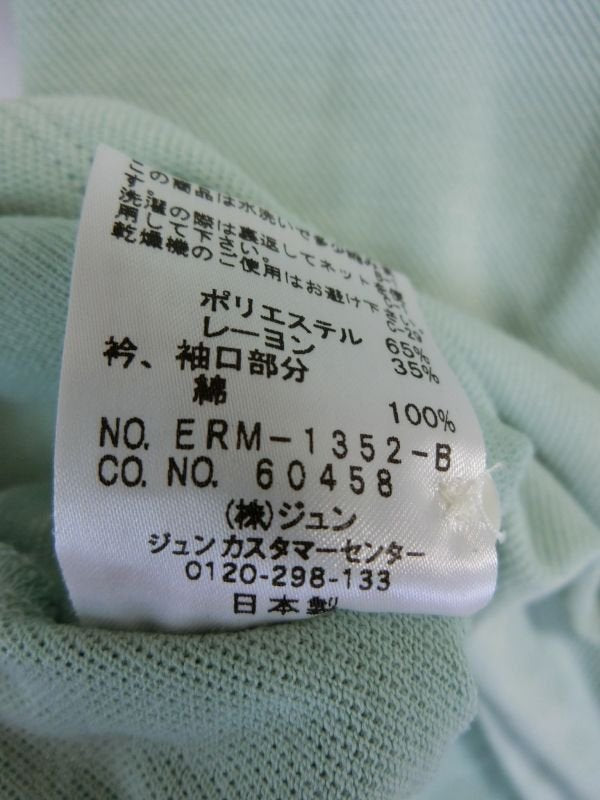 この商品は水洗いで多少
す。
洗濯の際は裏返してネット
用して下さい。
乾燥機のご使用はお避け下
ポリエステル 65%
レーヨン 35%
衿、袖口部分
綿 100%
NO. ERM-1352-B
CO. NO. 60458
(株)ジュン
ジュンカスタマーセンター
0120-298-133
日本製